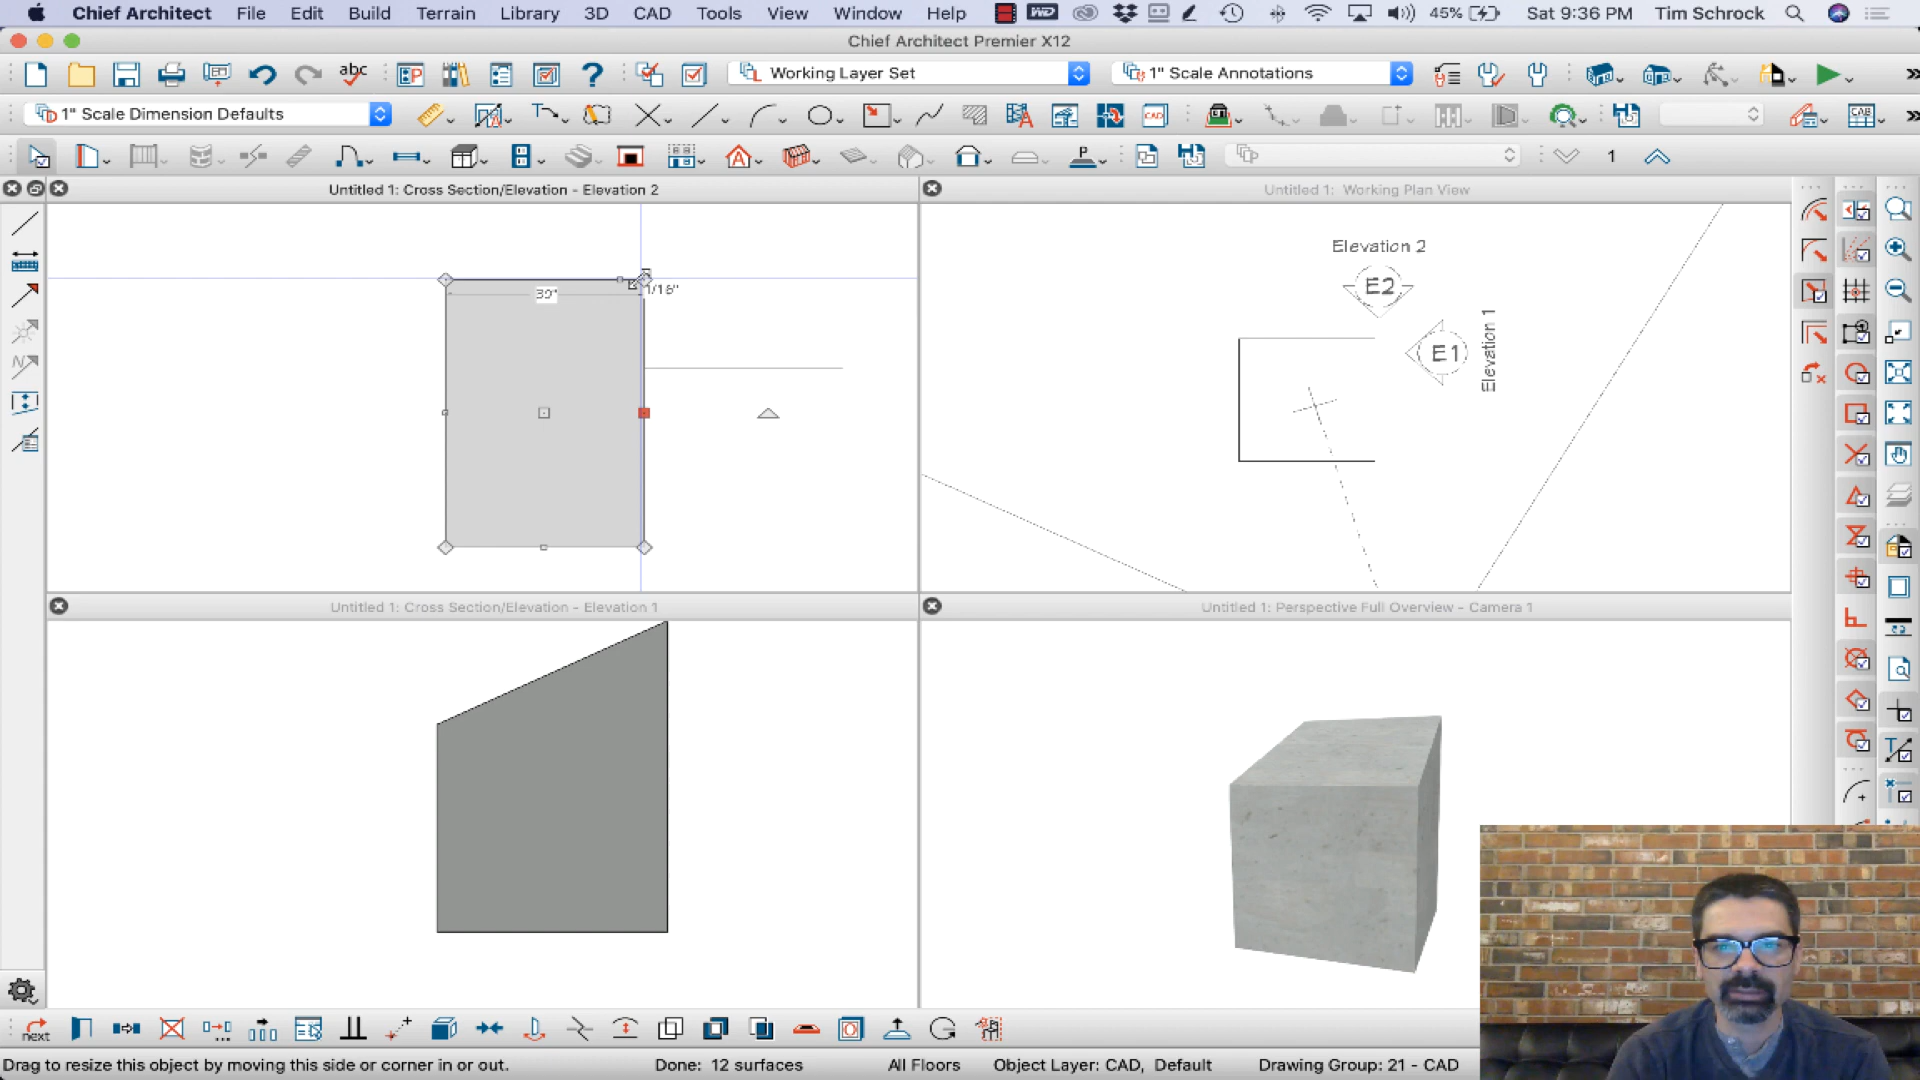 Chief Architect File Edit Build Terrain Library 3D CAD Tools View Window Help WD 45% Sat 9:36 PM Tim Schrock
Chief Architect Premier X12
abc P ? Working Layer Set 1" Scale Annotations
1" Scale Dimension Defaults CAD CAB
P 1
Untitled 1: Cross Section/Elevation - Elevation 2
Untitled 1: Working Plan View
39"
1/16"
Elevation 2
E2
E1
Elevation 1
Untitled 1: Cross Section/Elevation - Elevation 1
Untitled 1: Perspective Full Overview - Camera 1
next
Drag to resize this object by moving this side or corner in or out. Done: 12 surfaces All Floors Object Layer: CAD, Default Drawing Group: 21 - CAD